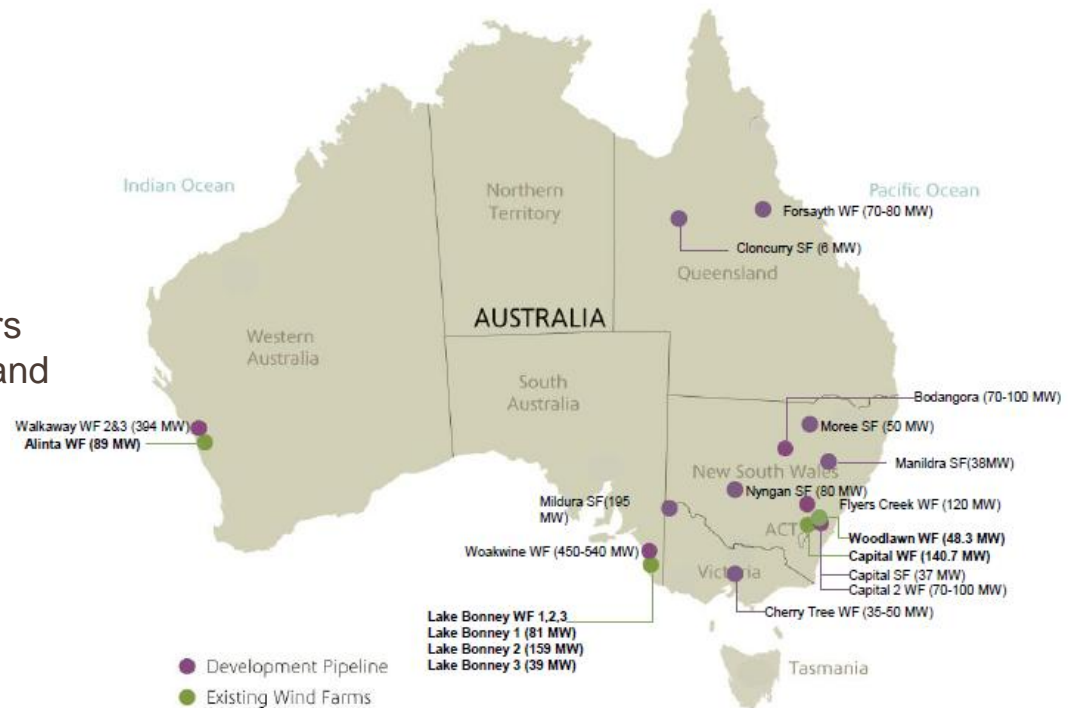 Indian Ocean
Northern
Territory
Pacific Ocean
Forsayth WF (70-80 MW)
Cloncurry SF (6 MW)
Queensland
AUSTRALIA
rs
and
Western
Australia
South
Australia
Bodangora (70-100 MW)
Walkaway WF 2&3 (394 MW)
Alinta WF (89 MW)
Moree SF (50 MW)
Manildra SF(38MW)
New South Wales
Nyngan SF (80 MW)
Mildura SF(195
MW)
Flyers Creek WF (120 MW)
ACT
Woodlawn WF (48.3 MW)
Woakwine WF (450-540 MW)
Capital WF (140.7 MW)
Victoria
Capital SF (37 MW)
Capital 2 WF (70-100 MW)
Cherry Tree WF (35-50 MW)
Lake Bonney WF 1,2,3
Lake Bonney 1 (81 MW)
Lake Bonney 2 (159 MW)
Lake Bonney 3 (39 MW)
Tasmania
Development Pipeline
Existing Wind Farms